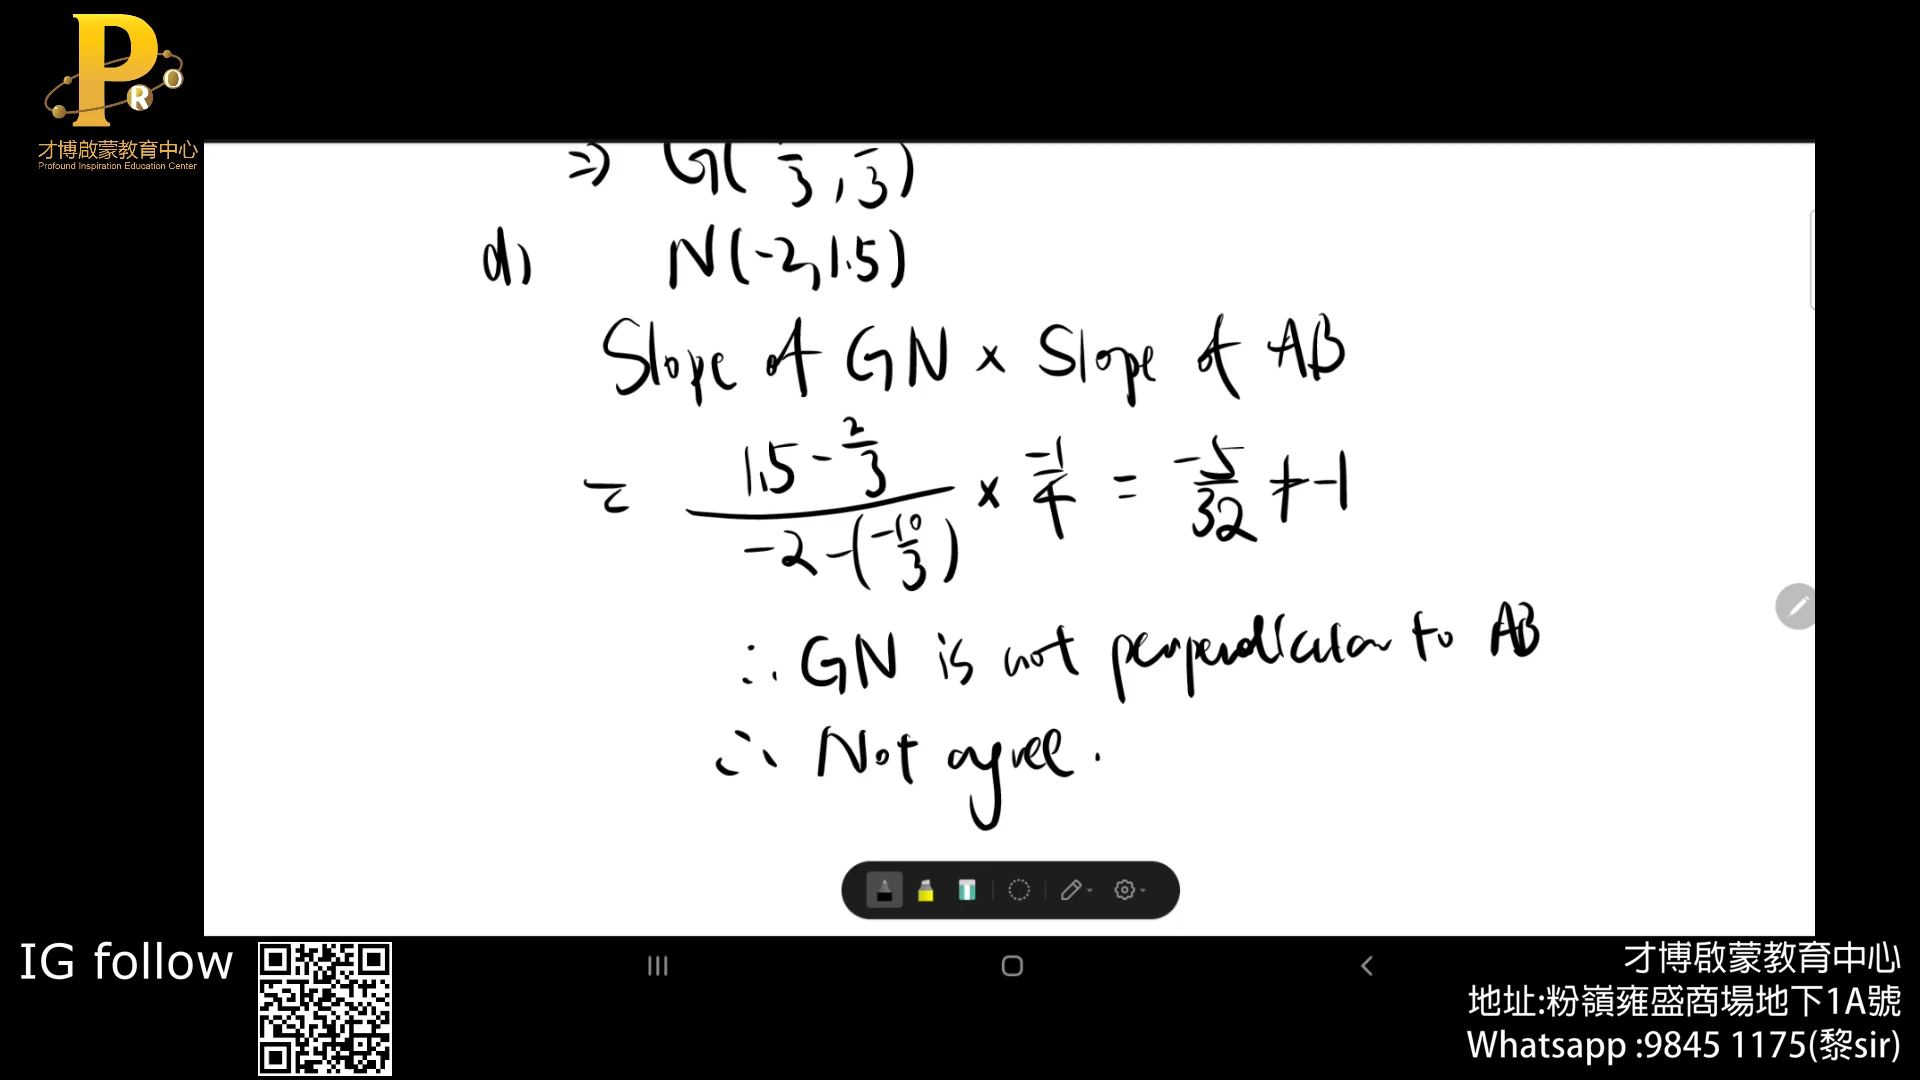 PRO
才博啟蒙教育中心
Profound Inspiration Education Center
=> G( -/3 , -/3 )
d) N(-2, 1.5)
Slope of GN × Slope of AB
= (1.5 - 2/3)/(-2 - (-10/3)) × -1/4 = -5/32 ≠ -1
∴ GN is not perpendicular to AB
∴ Not agree.
IG follow
才博啟蒙教育中心
地址:粉嶺雍盛商場地下1A號
Whatsapp :9845 1175(黎sir)